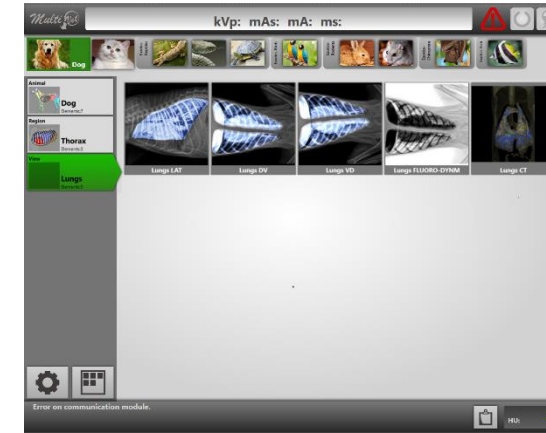 Multi
kVp: mAs: mA: ms:
Dog
Animal
Dog
Region
Thorax
View
Lungs
Lungs LAT
Lungs DV
Lungs VD
Lungs FLUORO-DYNM
Lungs CT
Error on communication module.
HU: